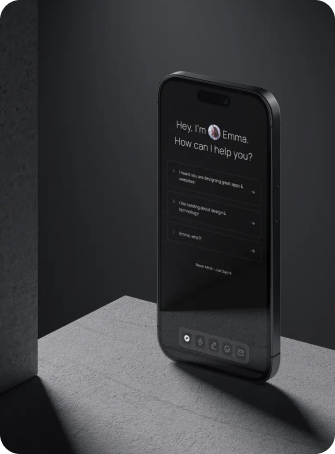 Hey, I'm Emma.
How can I help you?
I heard you are designing great apps &
websites!
I like reading about design &
technology!
Emma, who?